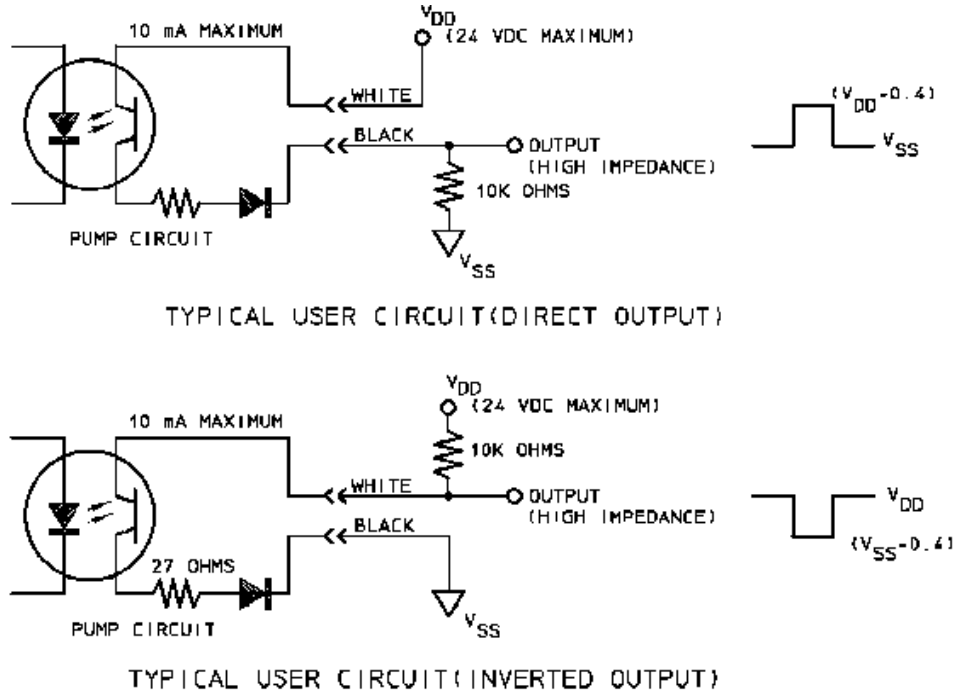 10 mA MAXIMUM
VDD
(24 VDC MAXIMUM)
WHITE
BLACK
OUTPUT
(HIGH IMPEDANCE)
10K OHMS
VSS
PUMP CIRCUIT
(VDD-0.4)
VSS
TYPICAL USER CIRCUIT(DIRECT OUTPUT)
10 mA MAXIMUM
VDD
(24 VDC MAXIMUM)
10K OHMS
WHITE
OUTPUT
(HIGH IMPEDANCE)
BLACK
27 OHMS
VSS
PUMP CIRCUIT
VDD
(VSS-0.4)
TYPICAL USER CIRCUIT(INVERTED OUTPUT)